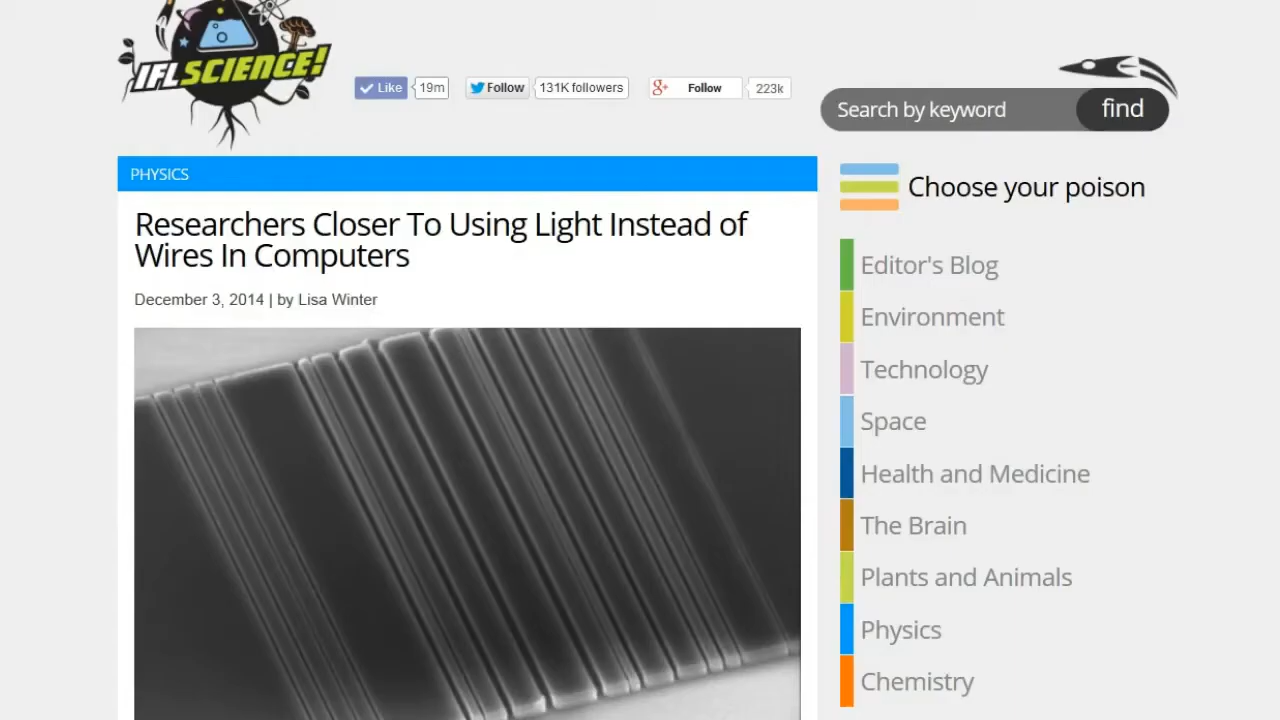 IFLSCIENCE!
Like 19m Follow 131K followers Follow 223k
Search by keyword find
PHYSICS
Researchers Closer To Using Light Instead of
Wires In Computers
December 3, 2014 | by Lisa Winter
Choose your poison
Editor's Blog
Environment
Technology
Space
Health and Medicine
The Brain
Plants and Animals
Physics
Chemistry